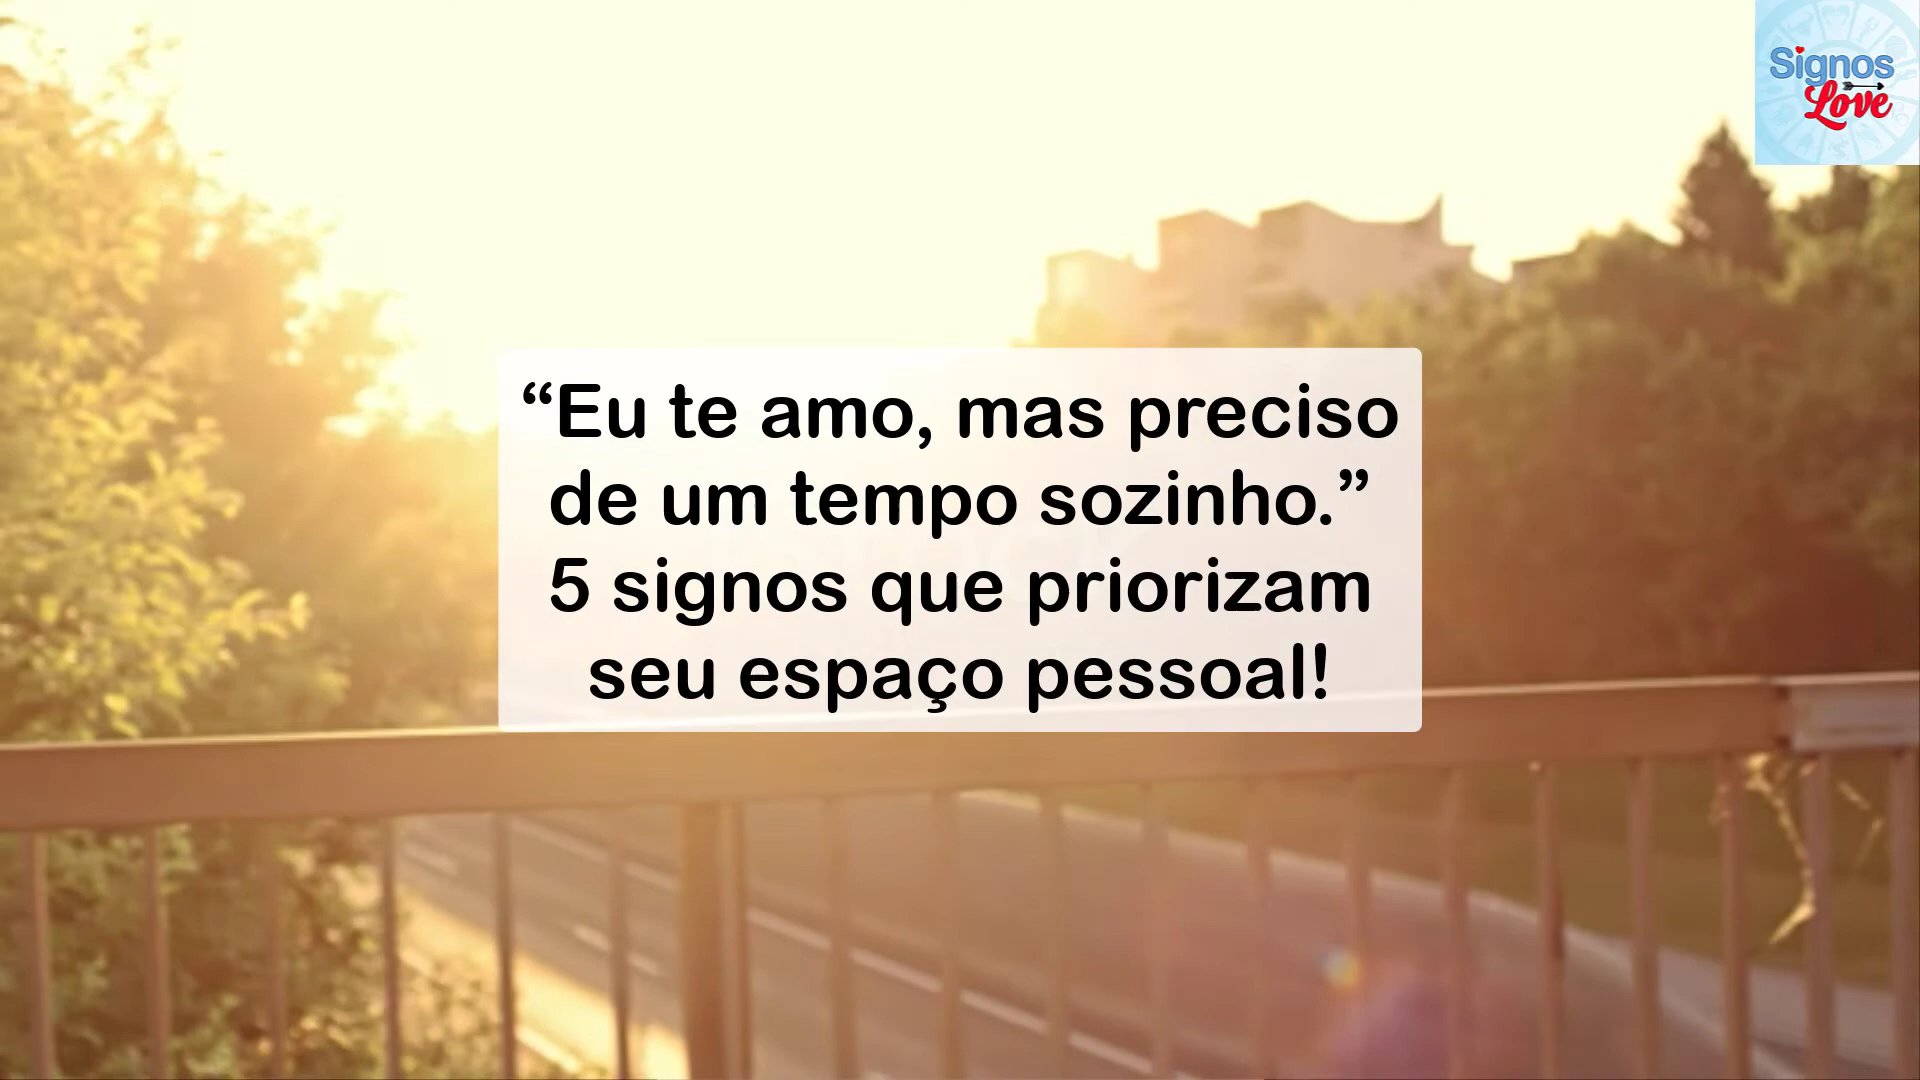 Signos
Love
“Eu te amo, mas preciso
de um tempo sozinho.”
5 signos que priorizam
seu espaço pessoal!